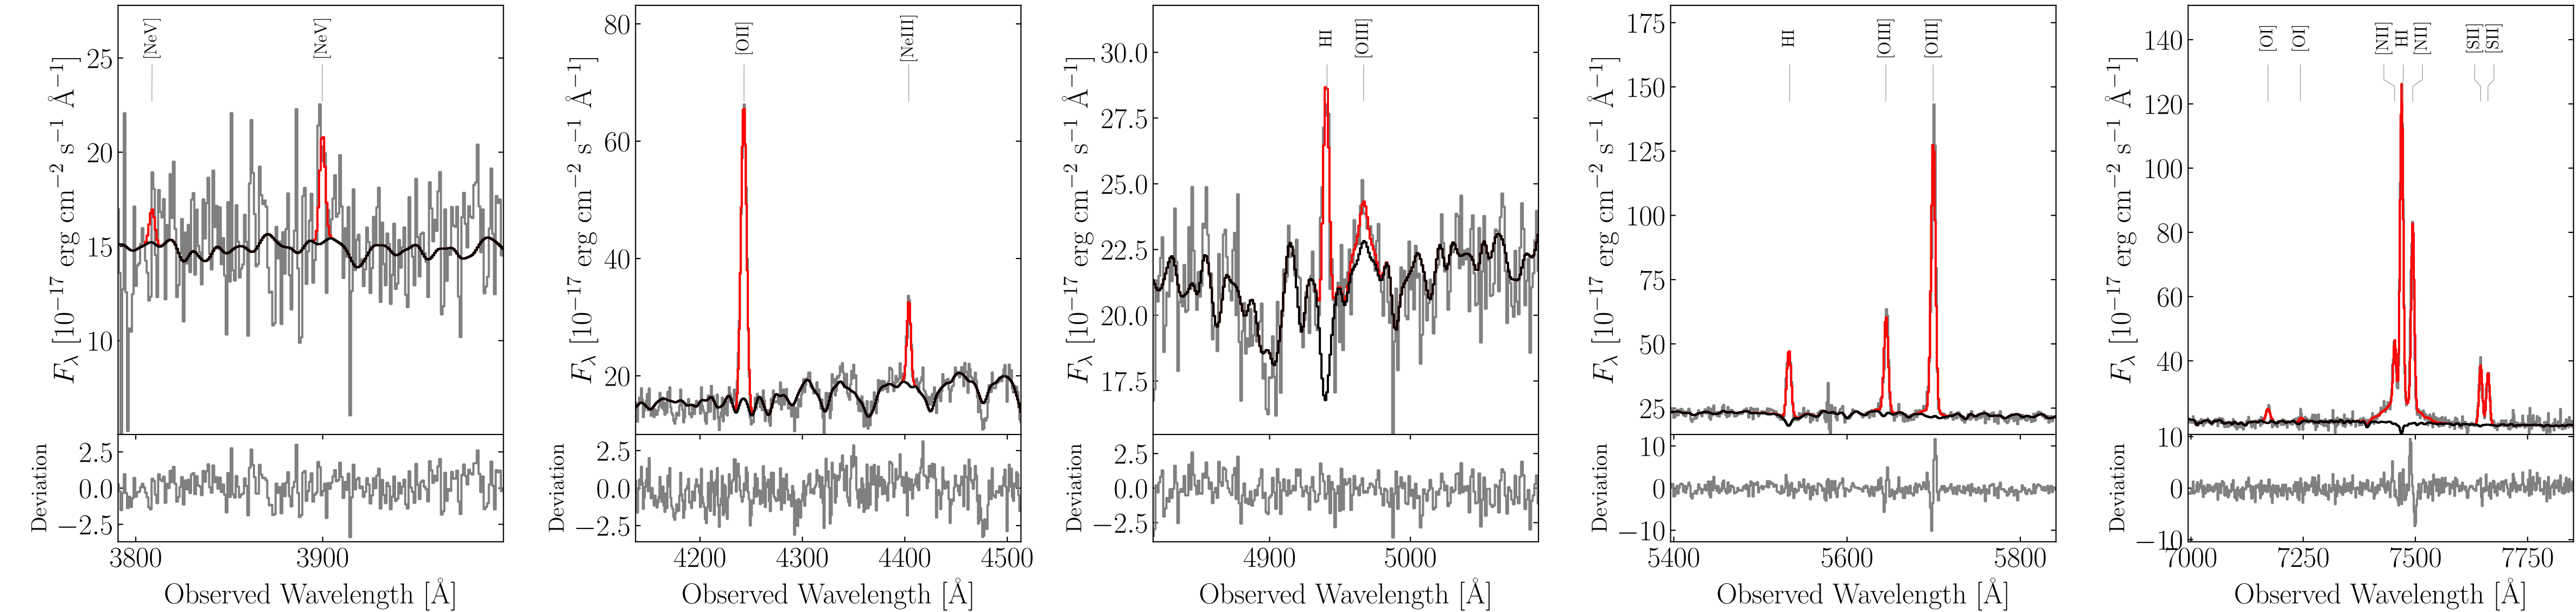 [NeV] [NeV]
25
20
15
10
F_λ [10⁻¹⁷ erg cm⁻² s⁻¹ Å⁻¹]
2.5
0.0
−2.5
Deviation
3800 3900
Observed Wavelength [Å]
[OII] [NeIII]
80
60
40
20
F_λ [10⁻¹⁷ erg cm⁻² s⁻¹ Å⁻¹]
2.5
0.0
−2.5
Deviation
4200 4300 4400 4500
Observed Wavelength [Å]
HI [OIII]
30.0
27.5
25.0
22.5
20.0
17.5
F_λ [10⁻¹⁷ erg cm⁻² s⁻¹ Å⁻¹]
2.5
0.0
−2.5
Deviation
4900 5000
Observed Wavelength [Å]
HI [OIII] [OIII]
175
150
125
100
75
50
25
F_λ [10⁻¹⁷ erg cm⁻² s⁻¹ Å⁻¹]
10
0
−10
Deviation
5400 5600 5800
Observed Wavelength [Å]
[OI] [OI] [NII] HI [NII] [SII] [SII]
140
120
100
80
60
40
F_λ [10⁻¹⁷ erg cm⁻² s⁻¹ Å⁻¹]
10
0
−10
Deviation
7000 7250 7500 7750
Observed Wavelength [Å]